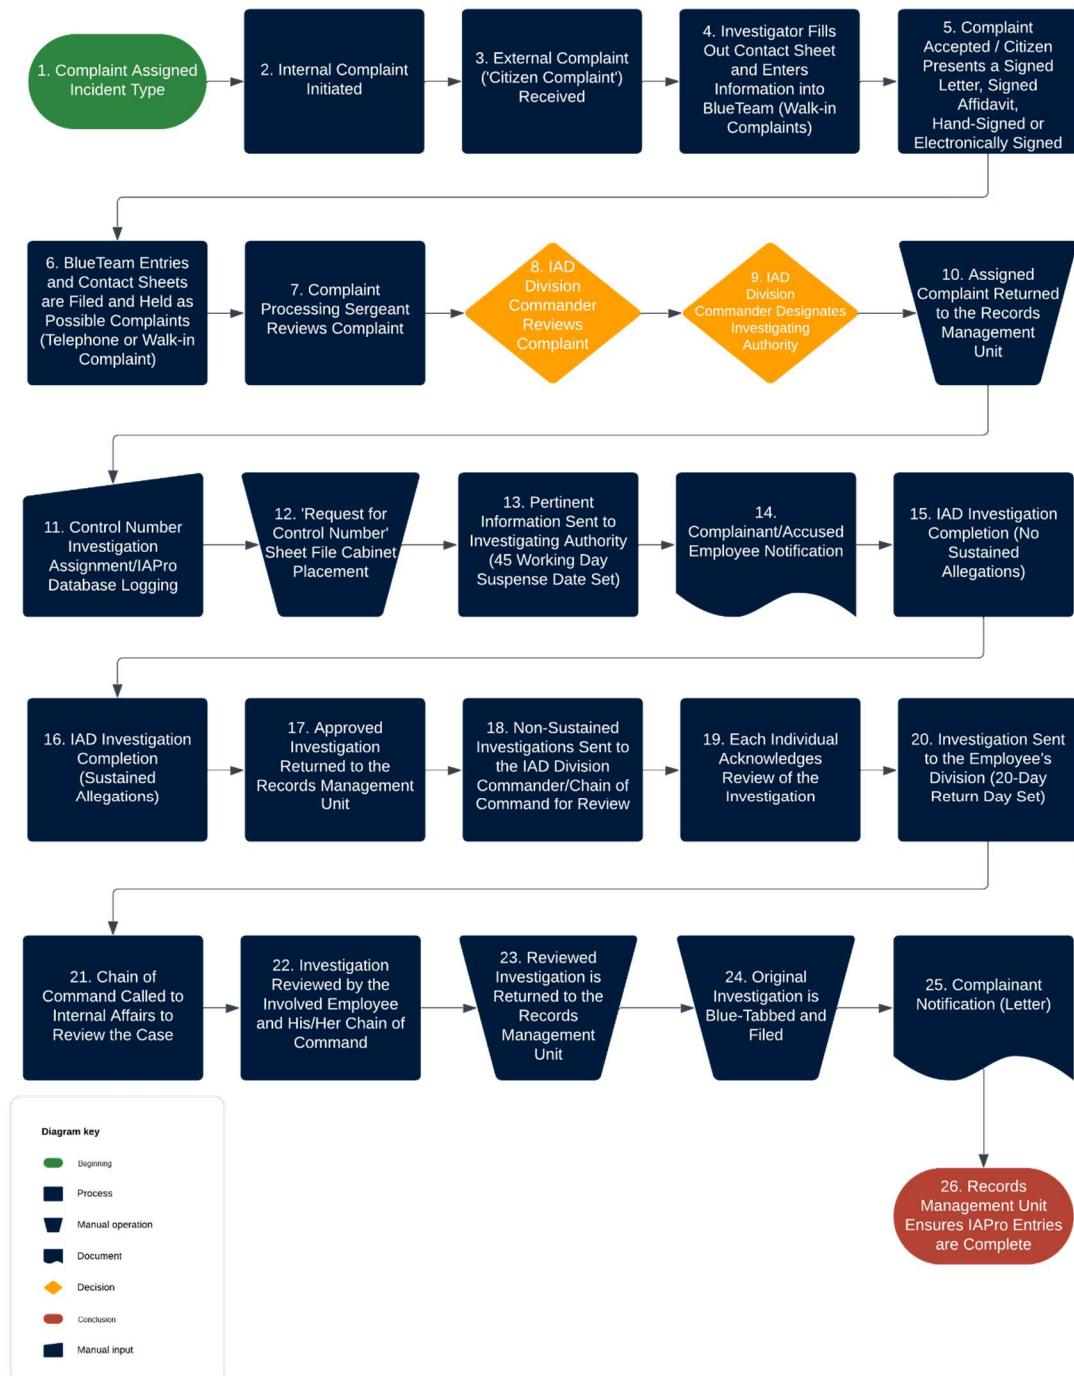 1. Complaint Assigned
Incident Type
2. Internal Complaint
Initiated
3. External Complaint
('Citizen Complaint')
Received
4. Investigator Fills
Out Contact Sheet
and Enters
Information into
BlueTeam (Walk-in
Complaints)
5. Complaint
Accepted / Citizen
Presents a Signed
Letter, Signed
Affidavit,
Hand-Signed or
Electronically Signed
6. BlueTeam Entries
and Contact Sheets
are Filed and Held as
Possible Complaints
(Telephone or Walk-in
Complaint)
7. Complaint
Processing Sergeant
Reviews Complaint
8. IAD
Division
Commander
Reviews
Complaint
9. IAD
Division
Commander Designates
Investigating
Authority
10. Assigned
Complaint Returned
to the Records
Management
Unit
11. Control Number
Investigation
Assignment/IAPro
Database Logging
12. 'Request for
Control Number'
Sheet File Cabinet
Placement
13. Pertinent
Information Sent to
Investigating Authority
(45 Working Day
Suspense Date Set)
14.
Complainant/Accused
Employee Notification
15. IAD Investigation
Completion (No
Sustained
Allegations)
16. IAD Investigation
Completion
(Sustained
Allegations)
17. Approved
Investigation
Returned to the
Records Management
Unit
18. Non-Sustained
Investigations Sent to
the IAD Division
Commander/Chain of
Command for Review
19. Each Individual
Acknowledges
Review of the
Investigation
20. Investigation Sent
to the Employee's
Division (20-Day
Return Day Set)
21. Chain of
Command Called to
Internal Affairs to
Review the Case
22. Investigation
Reviewed by the
Involved Employee
and His/Her Chain of
Command
23. Reviewed
Investigation is
Returned to the
Records
Management
Unit
24. Original
Investigation is
Blue-Tabbed and
Filed
25. Complainant
Notification (Letter)
26. Records
Management Unit
Ensures IAPro Entries
are Complete
Diagram key
Beginning
Process
Manual operation
Document
Decision
Conclusion
Manual input